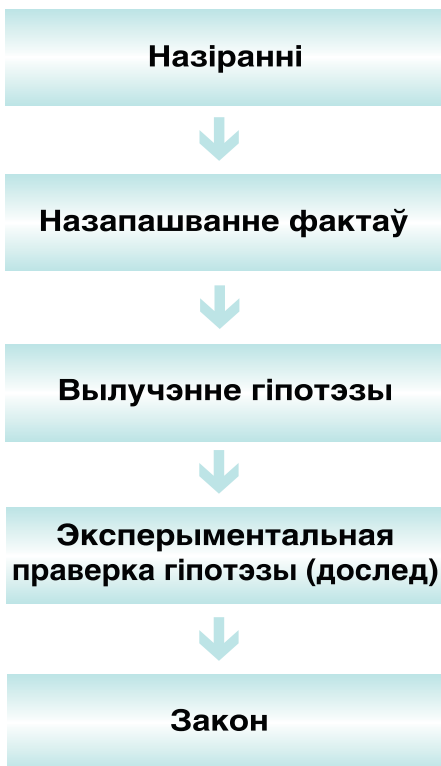 Назіранні
Назапашванне фактаў
Вылучэнне гіпотэзы
Эксперыментальная
праверка гіпотэзы (дослед)
Закон